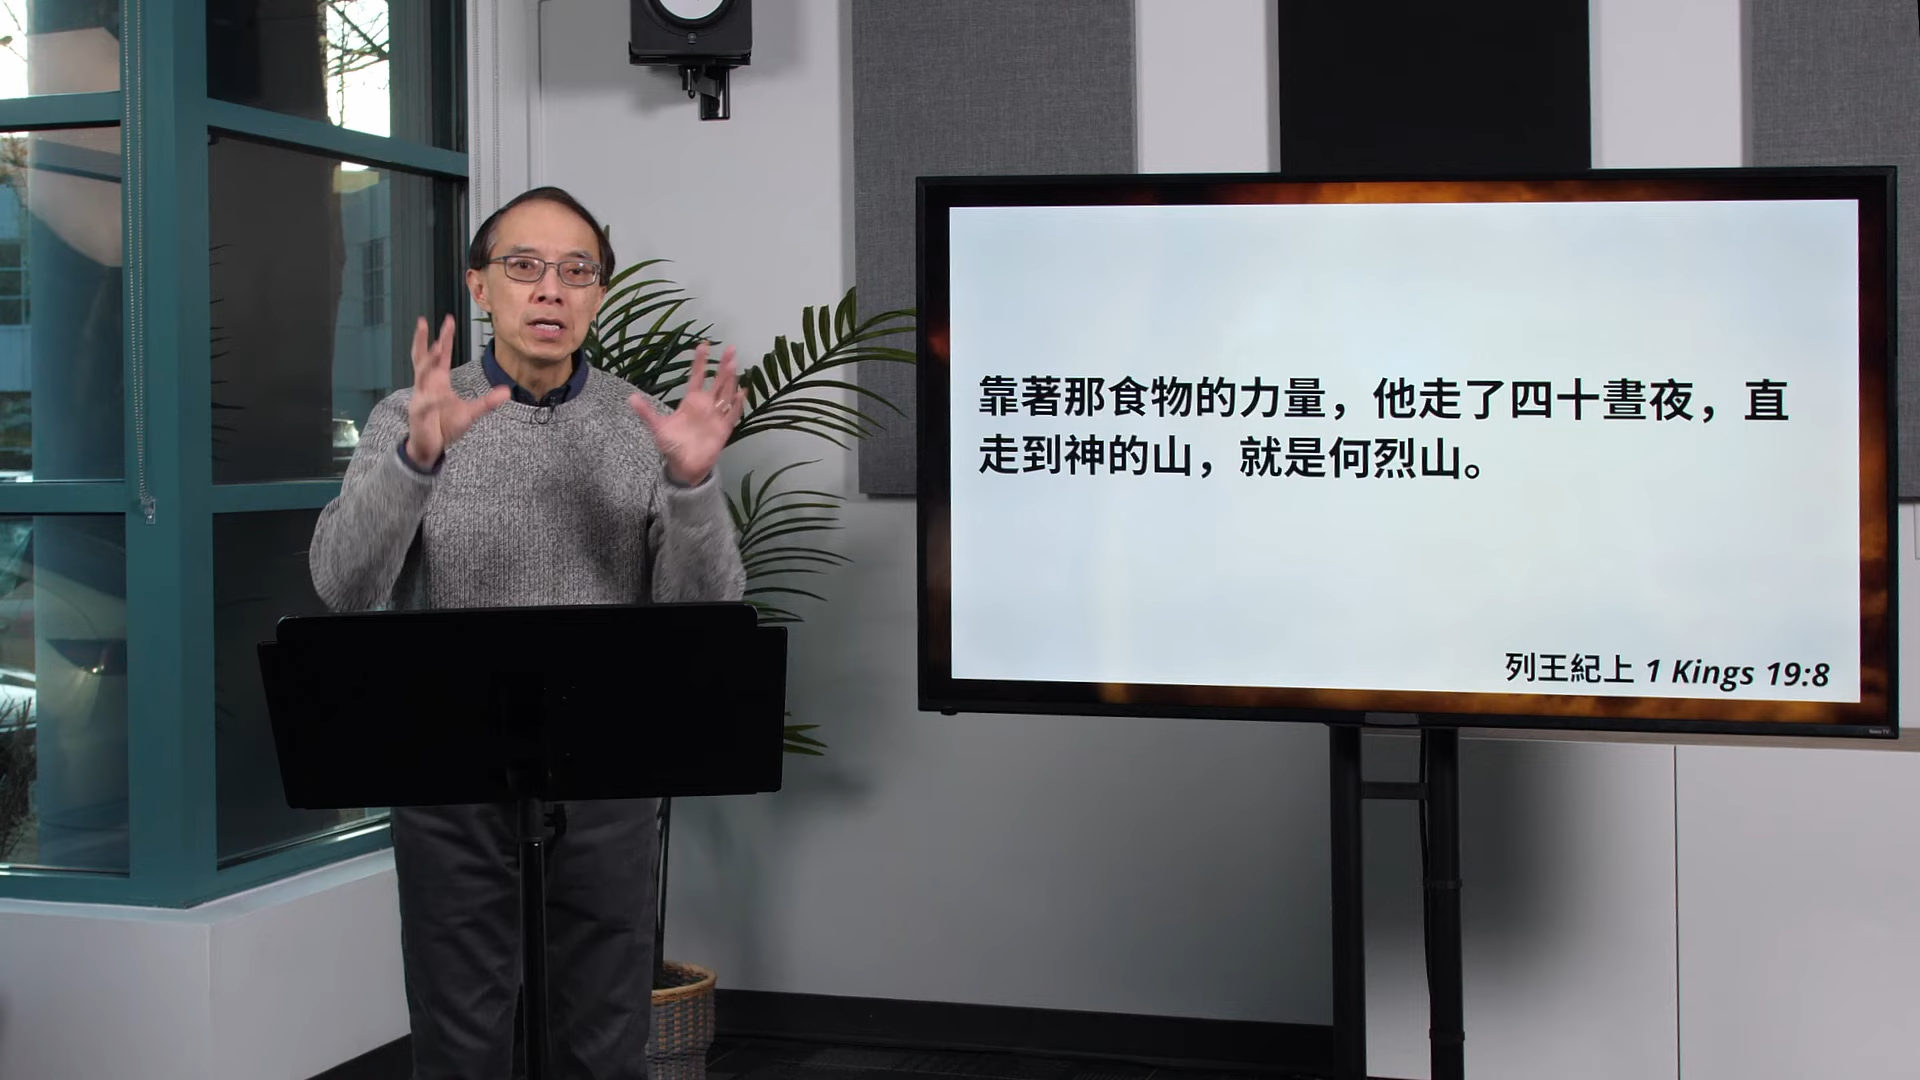 靠著那食物的力量，他走了四十晝夜，直
走到神的山，就是何烈山。
列王紀上 1 Kings 19:8